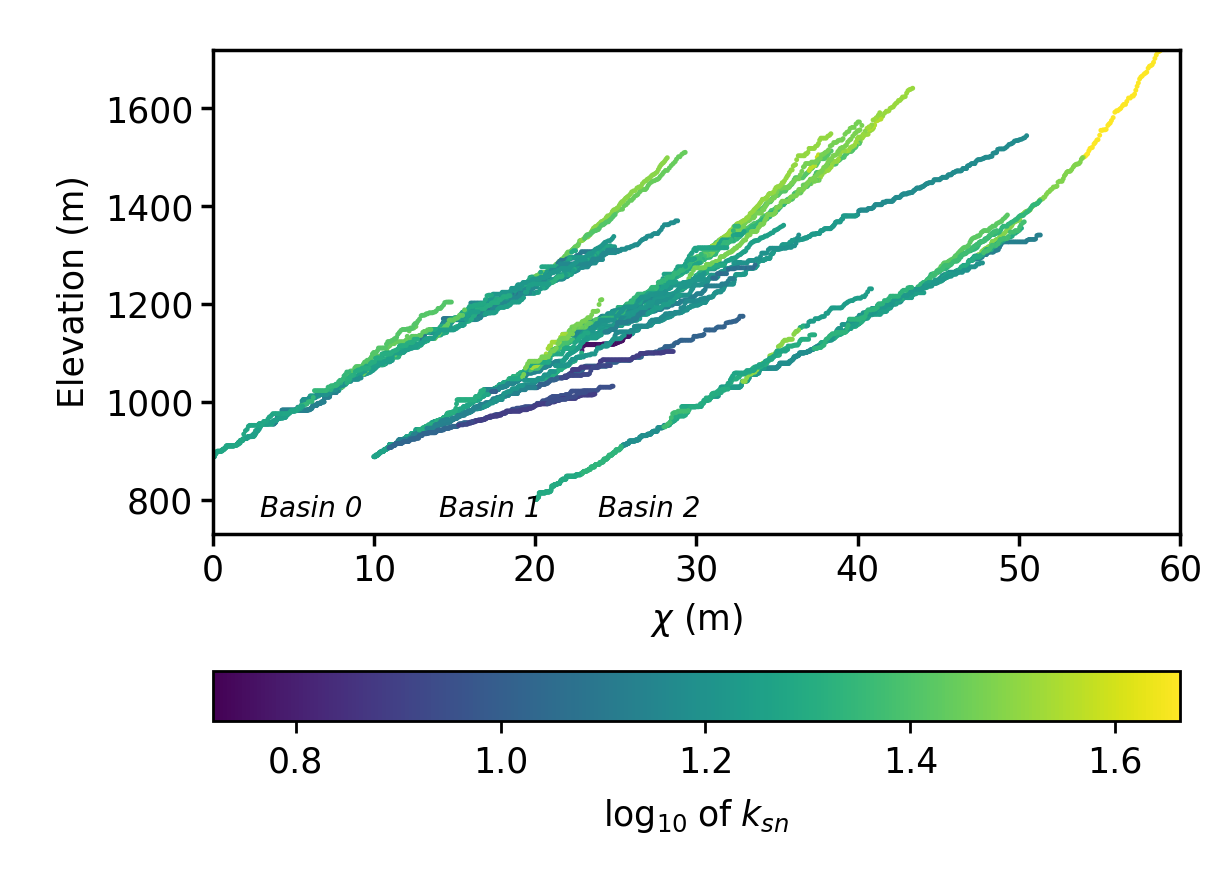 1600
1400
1200
1000
800
Elevation (m)
Basin 0 Basin 1 Basin 2
0 10 20 30 40 50 60
χ (m)
0.8 1.0 1.2 1.4 1.6
log₁₀ of kₛₙ